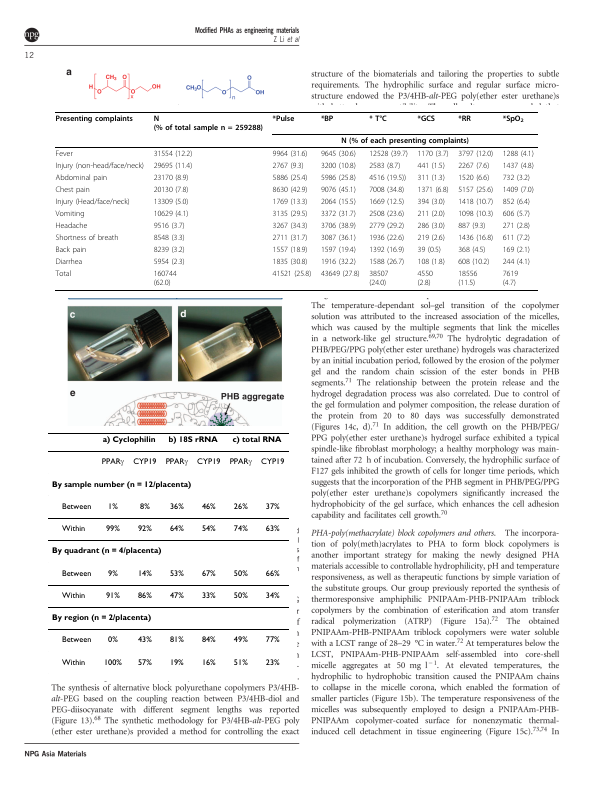 npg
Modified PHAs as engineering materials
Z Li et al
12
a
H O CH3 O O n OH
CH3O O n O OH
structure of the biomaterials and tailoring the properties to subtle
requirements. The hydrophilic surface and regular surface micro-
structure endowed the P3/4HB-alt-PEG poly(ether ester urethane)s
Presenting complaints N *Pulse *BP * T°C *GCS *RR *SpO2
(% of total sample n = 259288)
N (% of each presenting complaints)
Fever 31554 (12.2) 9964 (31.6) 9645 (30.6) 12528 (39.7) 1170 (3.7) 3797 (12.0) 1288 (4.1)
Injury (non-head/face/neck) 29695 (11.4) 2767 (9.3) 3200 (10.8) 2583 (8.7) 441 (1.5) 2267 (7.6) 1437 (4.8)
Abdominal pain 23170 (8.9) 5886 (25.4) 5986 (25.8) 4516 (19.5)) 311 (1.3) 1520 (6.6) 732 (3.2)
Chest pain 20130 (7.8) 8630 (42.9) 9076 (45.1) 7008 (34.8) 1371 (6.8) 5157 (25.6) 1409 (7.0)
Injury (Head/face/neck) 13309 (5.0) 1769 (13.3) 2064 (15.5) 1669 (12.5) 394 (3.0) 1418 (10.7) 852 (6.4)
Vomiting 10629 (4.1) 3135 (29.5) 3372 (31.7) 2508 (23.6) 211 (2.0) 1098 (10.3) 606 (5.7)
Headache 9516 (3.7) 3267 (34.3) 3706 (38.9) 2779 (29.2) 286 (3.0) 887 (9.3) 271 (2.8)
Shortness of breath 8548 (3.3) 2711 (31.7) 3087 (36.1) 1936 (22.6) 219 (2.6) 1436 (16.8) 611 (7.2)
Back pain 8239 (3.2) 1557 (18.9) 1597 (19.4) 1392 (16.9) 39 (0.5) 368 (4.5) 169 (2.1)
Diarrhea 5954 (2.3) 1835 (30.8) 1916 (32.2) 1588 (26.7) 108 (1.8) 608 (10.2) 244 (4.1)
Total 160744 41521 (25.8) 43649 (27.8) 38507 4550 18556 7619
(62.0) (24.0) (2.8) (11.5) (4.7)
c d
e
PHB aggregate
a) Cyclophilin b) 18S rRNA c) total RNA
PPARγ CYP19 PPARγ CYP19 PPARγ CYP19
By sample number (n = 12/placenta)
Between 1% 8% 36% 46% 26% 37%
Within 99% 92% 64% 54% 74% 63%
By quadrant (n = 4/placenta)
Between 9% 14% 53% 67% 50% 66%
Within 91% 86% 47% 33% 50% 34%
By region (n = 2/placenta)
Between 0% 43% 81% 84% 49% 77%
Within 100% 57% 19% 16% 51% 23%
The synthesis of alternative block polyurethane copolymers P3/4HB-
alt-PEG based on the coupling reaction between P3/4HB-diol and
PEG-diisocyanate with different segment lengths was reported
(Figure 13).68 The synthetic methodology for P3/4HB-alt-PEG poly
(ether ester urethane)s provided a method for controlling the exact
The temperature-dependant sol–gel transition of the copolymer
solution was attributed to the increased association of the micelles,
which was caused by the multiple segments that link the micelles
in a network-like gel structure.69,70 The hydrolytic degradation of
PHB/PEG/PPG poly(ether ester urethane) hydrogels was characterized
by an initial incubation period, followed by the erosion of the polymer
gel and the random chain scission of the ester bonds in PHB
segments.71 The relationship between the protein release and the
hydrogel degradation process was also correlated. Due to control of
the gel formulation and polymer composition, the release duration of
the protein from 20 to 80 days was successfully demonstrated
(Figures 14c, d).71 In addition, the cell growth on the PHB/PEG/
PPG poly(ether ester urethane)s hydrogel surface exhibited a typical
spindle-like fibroblast morphology; a healthy morphology was main-
tained after 72 h of incubation. Conversely, the hydrophilic surface of
F127 gels inhibited the growth of cells for longer time periods, which
suggests that the incorporation of the PHB segment in PHB/PEG/PPG
poly(ether ester urethane)s copolymers significantly increased the
hydrophobicity of the gel surface, which enhances the cell adhesion
capability and facilitates cell growth.70
PHA-poly(methacrylate) block copolymers and others. The incorpora-
tion of poly(meth)acrylates to PHA to form block copolymers is
another important strategy for making the newly designed PHA
materials accessible to controllable hydrophilicity, pH and temperature
responsiveness, as well as therapeutic functions by simple variation of
the substitute groups. Our group previously reported the synthesis of
thermoresponsive amphiphilic PNIPAAm-PHB-PNIPAAm triblock
copolymers by the combination of esterification and atom transfer
radical polymerization (ATRP) (Figure 15a).72 The obtained
PNIPAAm-PHB-PNIPAAm triblock copolymers were water soluble
with a LCST range of 28–29 °C in water.72 At temperatures below the
LCST, PNIPAAm-PHB-PNIPAAm self-assembled into core-shell
micelle aggregates at 50 mg l−1. At elevated temperatures, the
hydrophilic to hydrophobic transition caused the PNIPAAm chains
to collapse in the micelle corona, which enabled the formation of
smaller particles (Figure 15b). The temperature responsiveness of the
micelles was subsequently employed to design a PNIPAAm-PHB-
PNIPAAm copolymer-coated surface for nonenzymatic thermal-
induced cell detachment in tissue engineering (Figure 15c).73,74 In
NPG Asia Materials